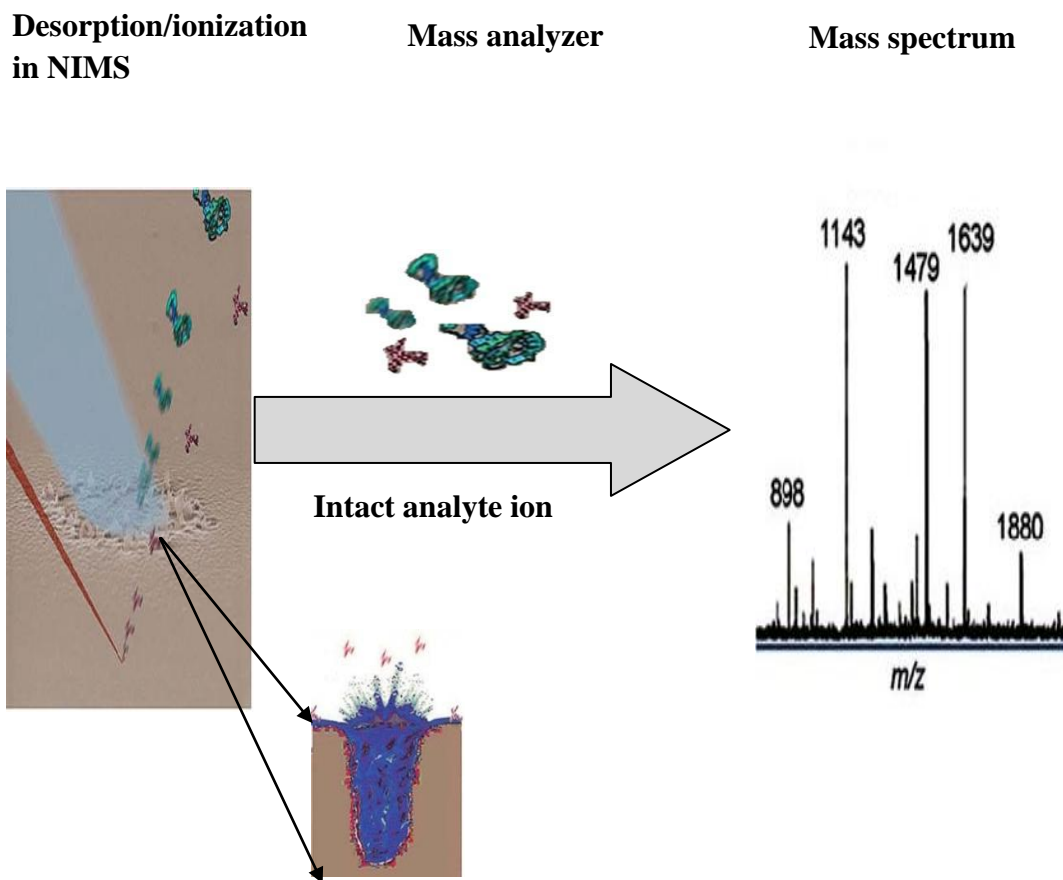 Desorption/ionization
in NIMS
Mass analyzer
Mass spectrum
Intact analyte ion
1143
1479
1639
898
1880
m/z